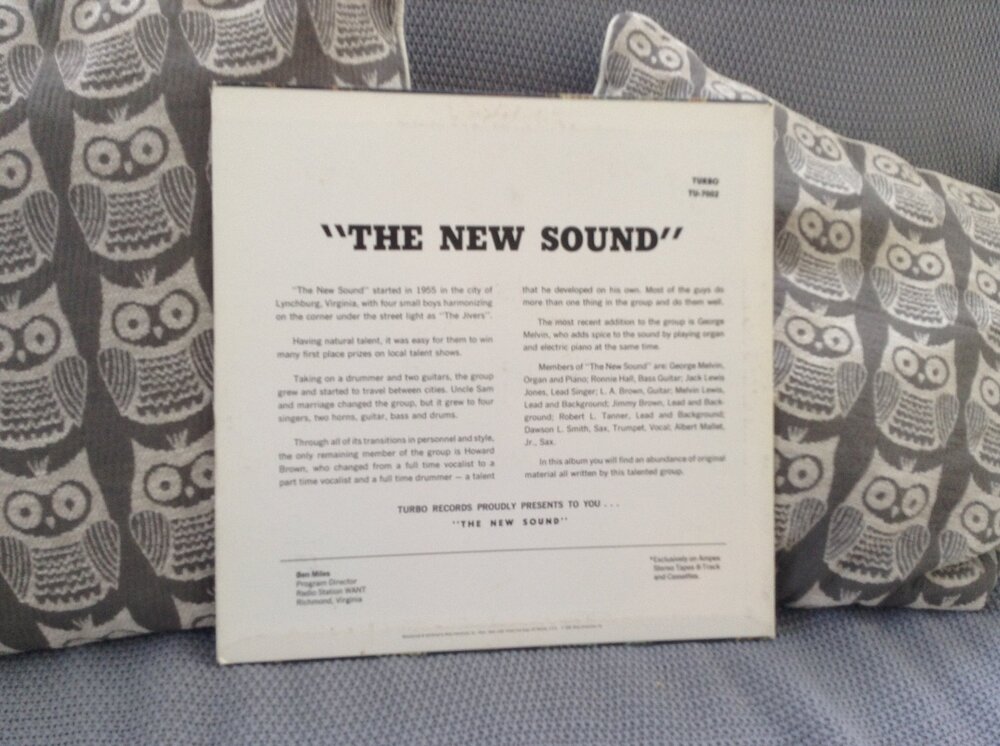 TURBO
TU-7002
"THE NEW SOUND"
"The New Sound" started in 1955 in the city of
Lynchburg, Virginia, with four small boys harmonizing
on the corner under the street light as "The Jivers".
Having natural talent, it was easy for them to win
many first place prizes on local talent shows.
Taking on a drummer and two guitars, the group
grew and started to travel between cities. Uncle Sam
and marriage changed the group, but it grew to four
singers, two horns, guitar, bass and drums.
Through all of its transitions in personnel and style,
the only remaining member of the group is Howard
Brown, who changed from a full time vocalist to a
part time vocalist and a full time drummer — a talent
that he developed on his own. Most of the guys do
more than one thing in the group and do them well.
The most recent addition to the group is George
Melvin, who adds spice to the sound by playing organ
and electric piano at the same time.
Members of "The New Sound" are: George Melvin,
Organ and Piano; Ronnie Hall, Bass Guitar; Jack Lewis
Jones, Lead Singer; L. A. Brown, Guitar; Melvin Lewis,
Lead and Background; Jimmy Brown, Lead and Back-
ground; Robert L. Tanner, Lead and Background;
Dawson L. Smith, Sax, Trumpet, Vocal; Albert Mallet,
Jr., Sax.
In this album you will find an abundance of original
material all written by this talented group.
TURBO RECORDS PROUDLY PRESENTS TO YOU . . .
"THE NEW SOUND"
Ben Miles
Program Director
Radio Station WANT
Richmond, Virginia
*Exclusively on Ampex
Stereo Tapes 8-Track
and Cassettes.